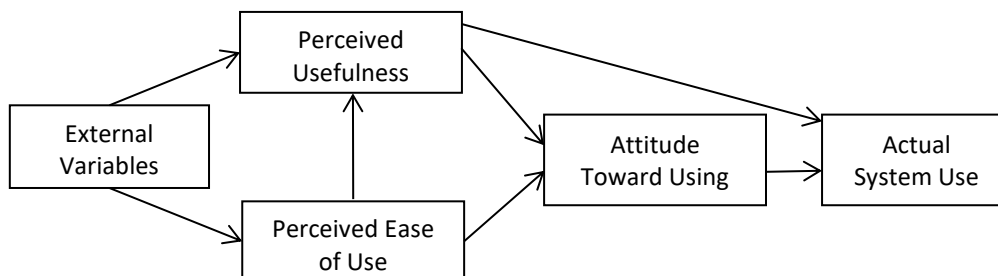 Perceived
Usefulness
External
Variables
Attitude
Toward Using
Actual
System Use
Perceived Ease
of Use